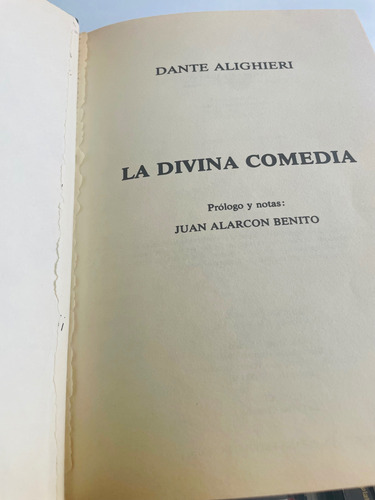 DANTE ALIGHIERI
LA DIVINA COMEDIA
Prólogo y notas:
JUAN ALARCON BENITO